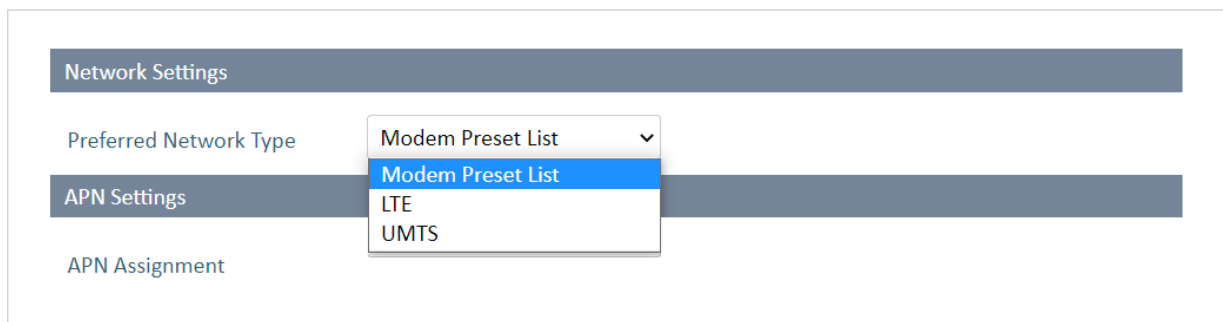 Network Settings
Preferred Network Type
Modem Preset List
Modem Preset List
APN Settings
LTE
UMTS
APN Assignment